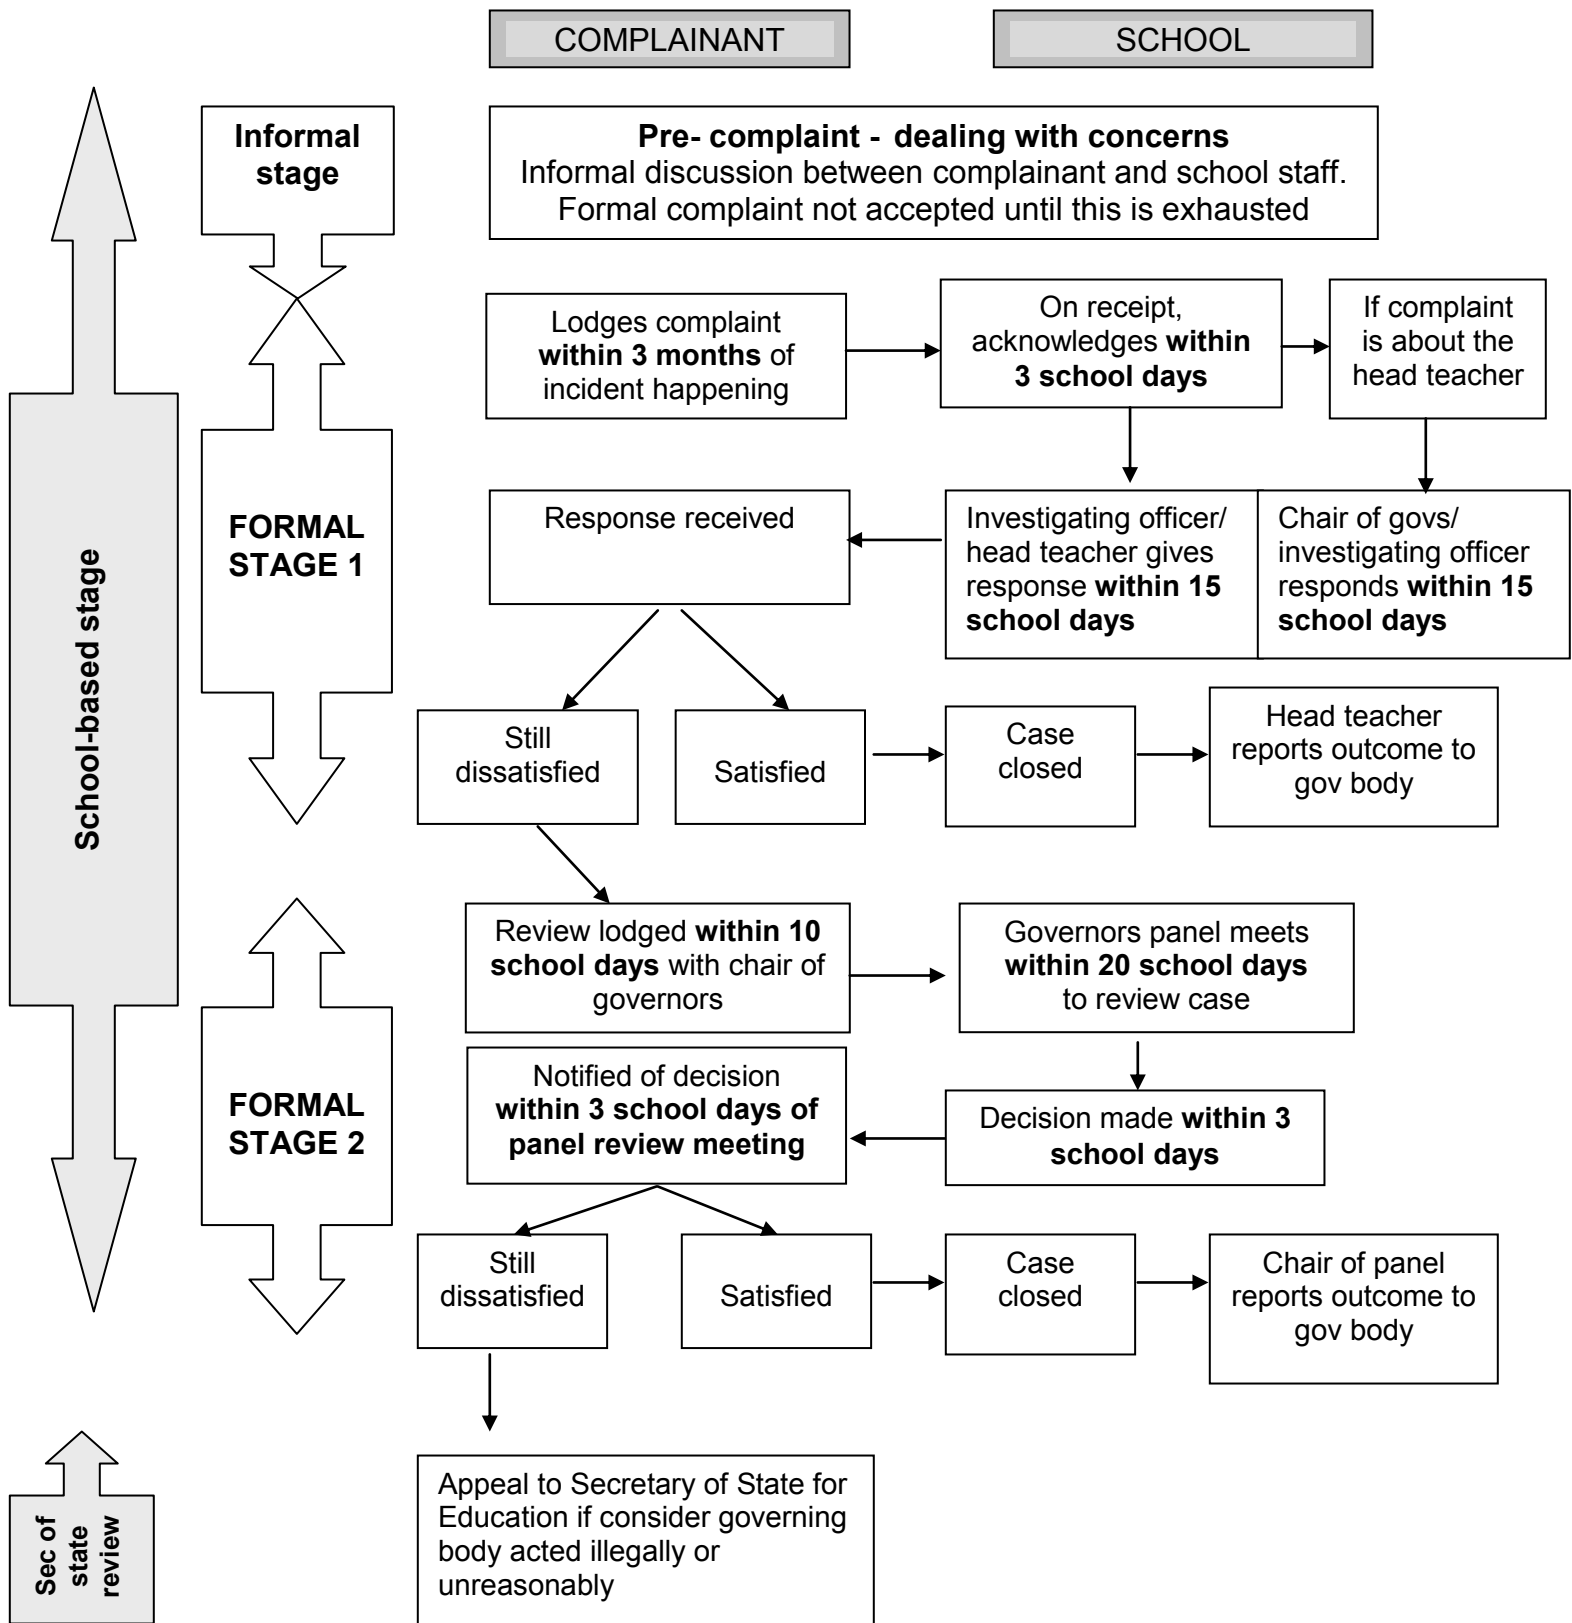 COMPLAINANT
SCHOOL
Informal
stage
Pre- complaint - dealing with concerns
Informal discussion between complainant and school staff.
Formal complaint not accepted until this is exhausted
School-based stage
FORMAL
STAGE 1
Lodges complaint
within 3 months of
incident happening
On receipt,
acknowledges within
3 school days
If complaint
is about the
head teacher
Response received
Investigating officer/
head teacher gives
response within 15
school days
Chair of govs/
investigating officer
responds within 15
school days
Still
dissatisfied
Satisfied
Case
closed
Head teacher
reports outcome to
gov body
FORMAL
STAGE 2
Review lodged within 10
school days with chair of
governors
Governors panel meets
within 20 school days
to review case
Notified of decision
within 3 school days of
panel review meeting
Decision made within 3
school days
Still
dissatisfied
Satisfied
Case
closed
Chair of panel
reports outcome to
gov body
Sec of
state
review
Appeal to Secretary of State for
Education if consider governing
body acted illegally or
unreasonably